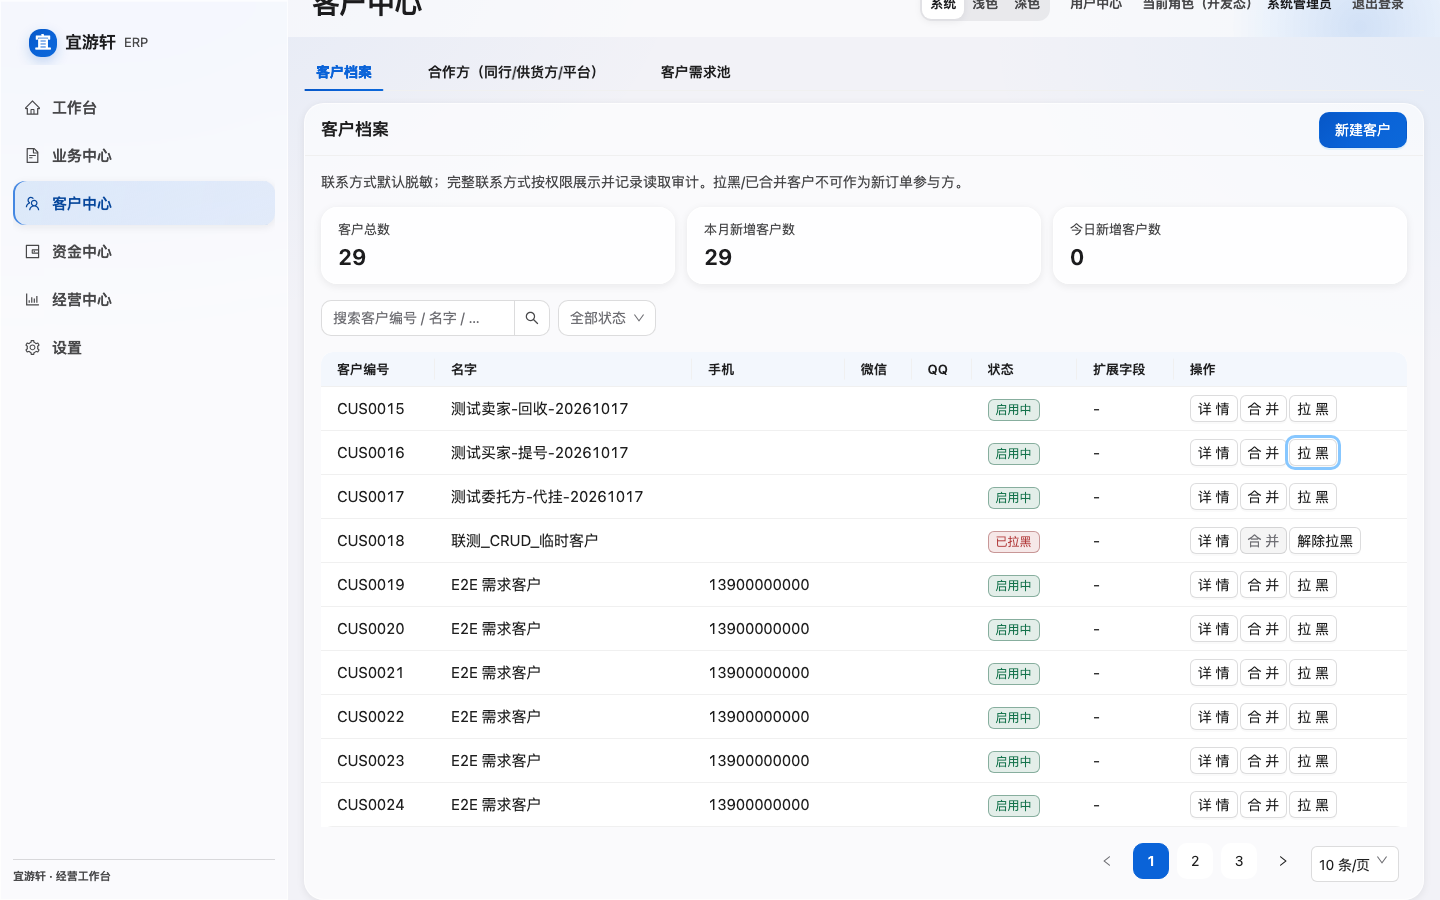 宜 宜游轩 ERP
工作台
业务中心
客户中心
资金中心
经营中心
设置
宜游轩 · 经营工作台
客户中心
系统 浅色 深色 用户中心 当前角色（开发态） 系统管理员 退出登录
客户档案 合作方（同行/供货方/平台） 客户需求池
客户档案 新建客户
联系方式默认脱敏；完整联系方式按权限展示并记录读取审计。拉黑/已合并客户不可作为新订单参与方。
客户总数 本月新增客户数 今日新增客户数
29 29 0
搜索客户编号 / 名字 / ... 全部状态
客户编号 名字 手机 微信 QQ 状态 扩展字段 操作
CUS0015 测试卖家-回收-20261017 启用中 - 详 情 合 并 拉 黑
CUS0016 测试买家-提号-20261017 启用中 - 详 情 合 并 拉 黑
CUS0017 测试委托方-代挂-20261017 启用中 - 详 情 合 并 拉 黑
CUS0018 联测_CRUD_临时客户 已拉黑 - 详 情 合 并 解除拉黑
CUS0019 E2E 需求客户 13900000000 启用中 - 详 情 合 并 拉 黑
CUS0020 E2E 需求客户 13900000000 启用中 - 详 情 合 并 拉 黑
CUS0021 E2E 需求客户 13900000000 启用中 - 详 情 合 并 拉 黑
CUS0022 E2E 需求客户 13900000000 启用中 - 详 情 合 并 拉 黑
CUS0023 E2E 需求客户 13900000000 启用中 - 详 情 合 并 拉 黑
CUS0024 E2E 需求客户 13900000000 启用中 - 详 情 合 并 拉 黑
< 1 2 3 > 10 条/页